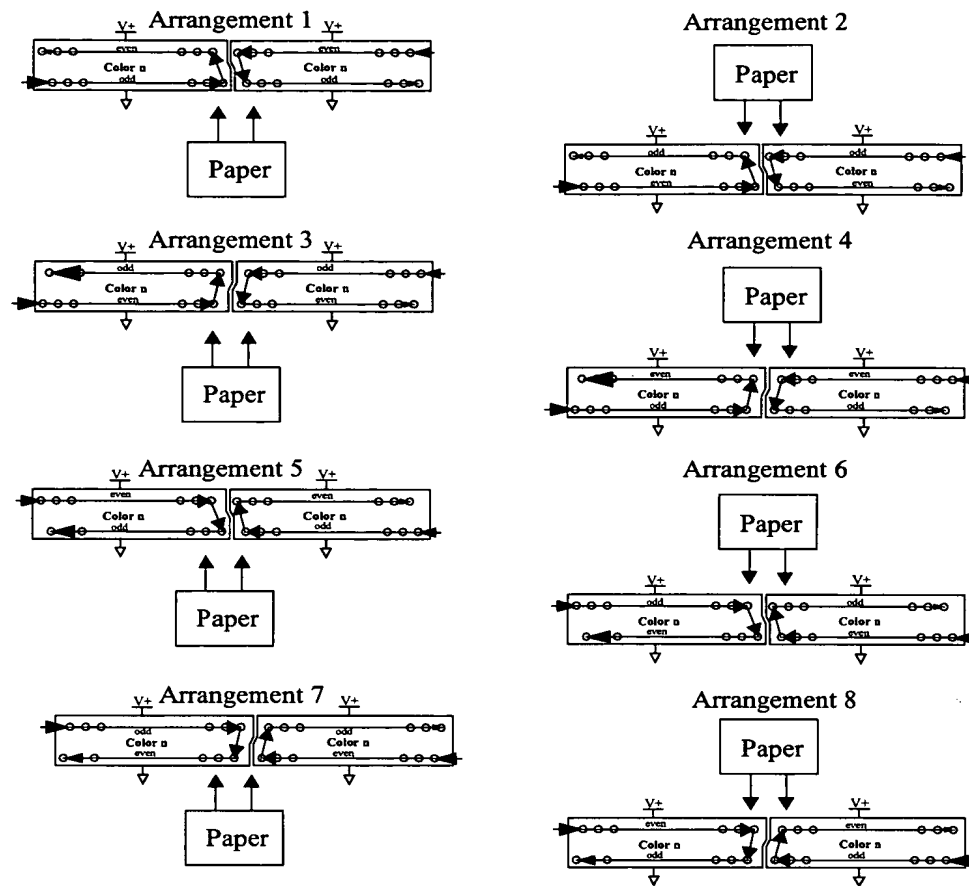 Arrangement 1
V+ V+
even even
Color n Color n
odd odd
Paper
Arrangement 2
Paper
V+ V+
odd odd
Color n Color n
even even
Arrangement 3
V+ V+
odd odd
Color n Color n
even even
Paper
Arrangement 4
Paper
V+ V+
even even
Color n Color n
odd odd
Arrangement 5
V+ V+
even even
Color n Color n
odd odd
Paper
Arrangement 6
Paper
V+ V+
odd odd
Color n Color n
even even
Arrangement 7
V+ V+
odd odd
Color n Color n
even even
Paper
Arrangement 8
Paper
V+ V+
even even
Color n Color n
odd odd